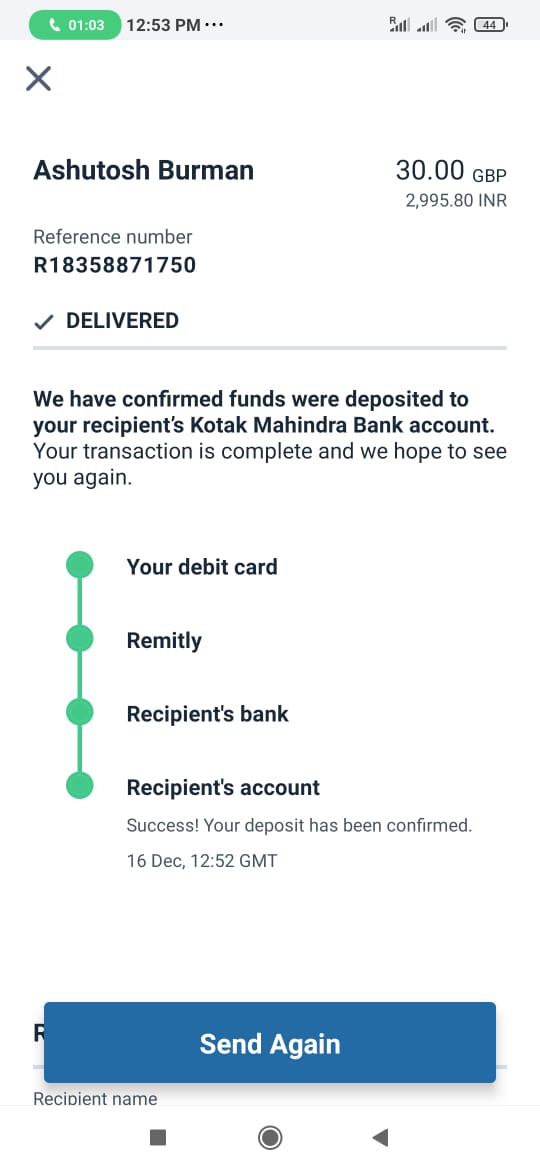 01:03 12:53 PM ...
R 44
Ashutosh Burman 30.00 GBP
2,995.80 INR
Reference number
R18358871750
DELIVERED
We have confirmed funds were deposited to
your recipient’s Kotak Mahindra Bank account.
Your transaction is complete and we hope to see
you again.
Your debit card
Remitly
Recipient's bank
Recipient's account
Success! Your deposit has been confirmed.
16 Dec, 12:52 GMT
Send Again
Recipient name